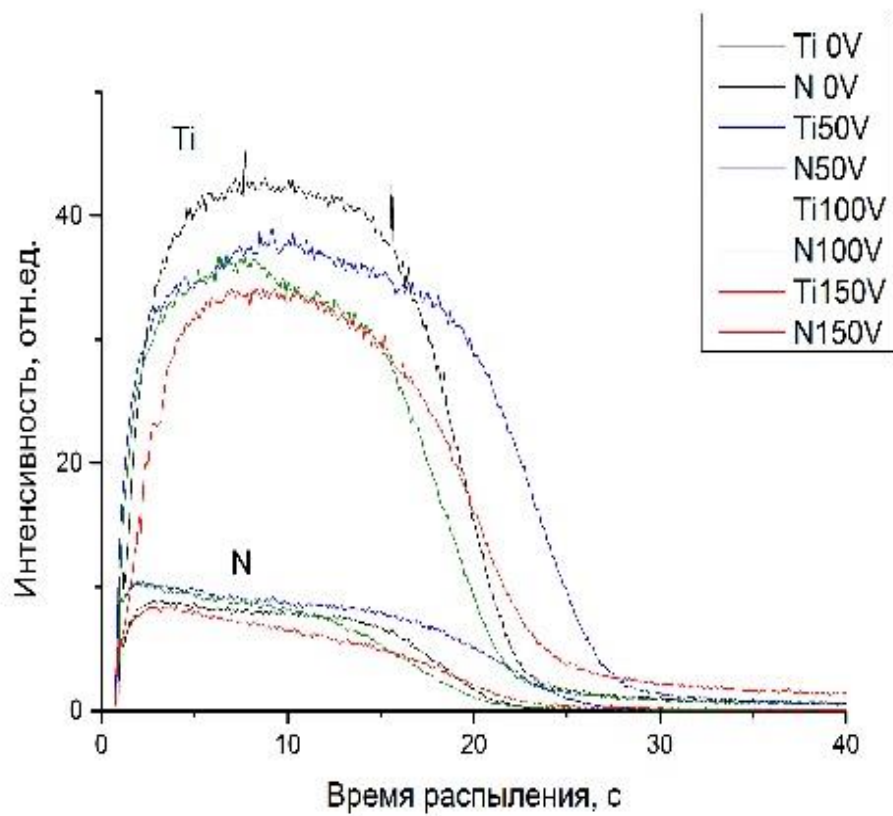 Ti 0V
N 0V
Ti50V
N50V
Ti100V
N100V
Ti150V
N150V
Ti
N
40
20
0
0
10
20
30
40
Интенсивность, отн.ед.
Время распыления, с